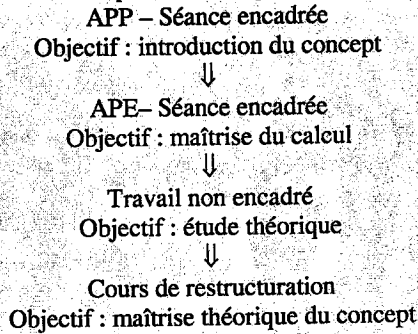 APP – Séance encadrée
Objectif : introduction du concept
⇓
APE– Séance encadrée
Objectif : maîtrise du calcul
⇓
Travail non encadré
Objectif : étude théorique
⇓
Cours de restructuration
Objectif : maîtrise théorique du concept